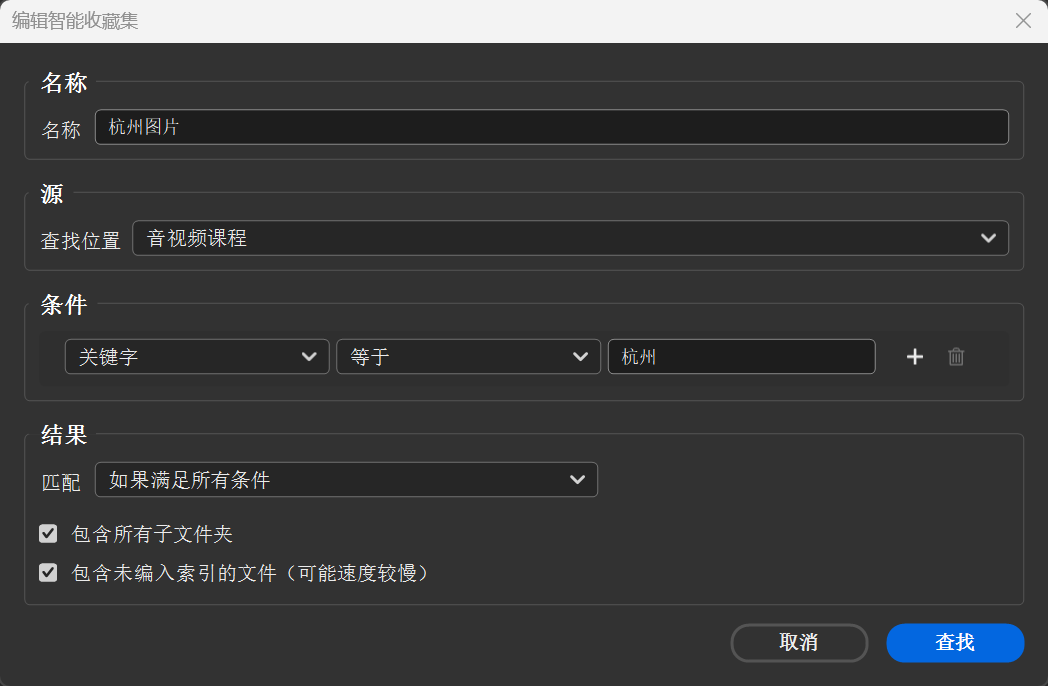 编辑智能收藏集
名称
名称 杭州图片
源
查找位置 音视频课程
条件
关键字 等于 杭州
结果
匹配 如果满足所有条件
包含所有子文件夹
包含未编入索引的文件（可能速度较慢）
取消 查找